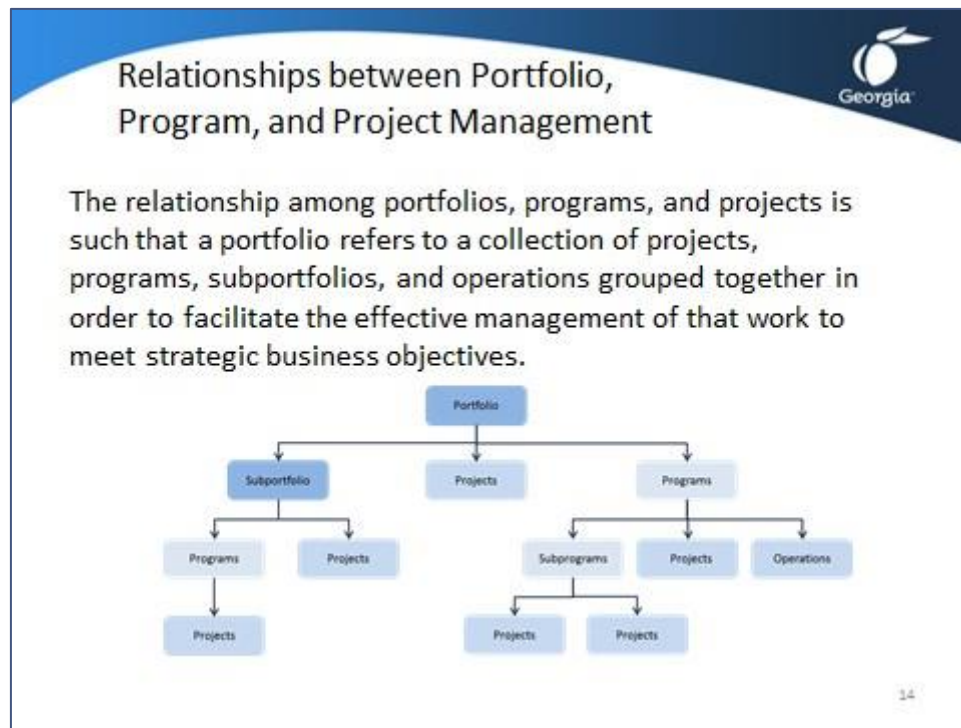 Georgia
Relationships between Portfolio,
Program, and Project Management
The relationship among portfolios, programs, and projects is
such that a portfolio refers to a collection of projects,
programs, subportfolios, and operations grouped together in
order to facilitate the effective management of that work to
meet strategic business objectives.
Portfolio
Subportfolio
Projects
Programs
Programs
Projects
Subprograms
Projects
Operations
Projects
Projects
Projects
14